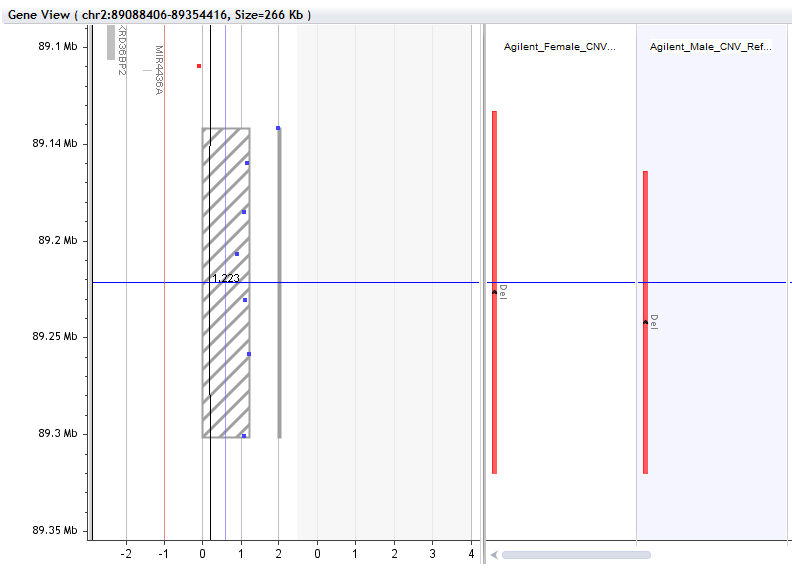 Gene View ( chr2:89088406-89354416, Size=266 Kb )
89.1 Mb
89.14 Mb
89.2 Mb
89.25 Mb
89.3 Mb
89.35 Mb
MIR4436A
1.223
-2 -1 0 1 2 0 1 2 3 4
Agilent_Female_CNV...
Agilent_Male_CNV_Ref...
Del
Del